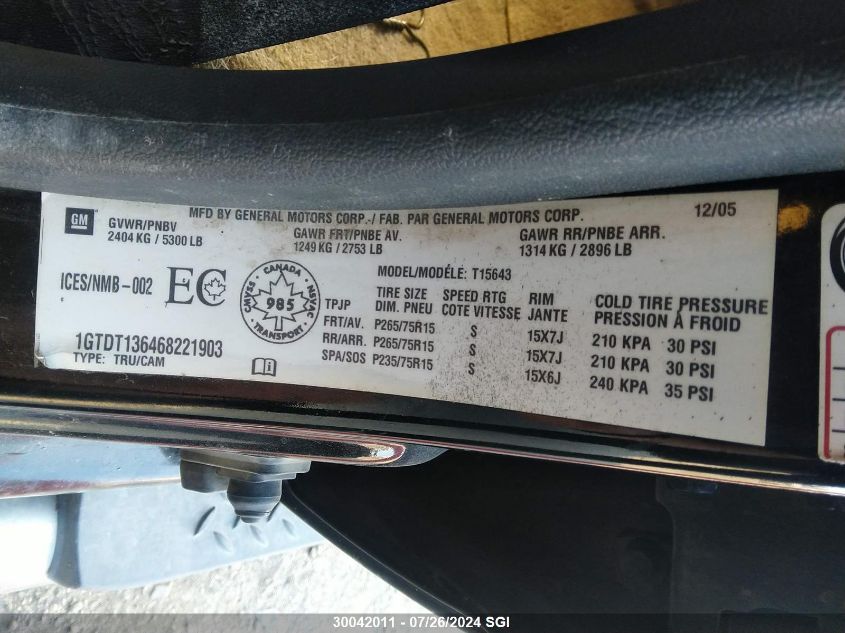 MFD BY GENERAL MOTORS CORP.-/ FAB. PAR GENERAL MOTORS CORP. 12/05
GM
GVWR/PNBV GAWR FRT/PNBE AV. GAWR RR/PNBE ARR.
2404 KG / 5300 LB 1249 KG / 2753 LB 1314 KG / 2896 LB
ICES/NMB-002 EC CANADA CMVSS NSVAC 985 TRANSPORT
MODEL/MODÉLE: T15643
TPJP TIRE SIZE SPEED RTG RIM COLD TIRE PRESSURE
DIM. PNEU COTE VITESSE JANTE PRESSION À FROID
FRT/AV. P265/75R15 S 15X7J 210 KPA 30 PSI
RR/ARR. P265/75R15 S 15X7J 210 KPA 30 PSI
SPA/SOS P235/75R15 S 15X6J 240 KPA 35 PSI
1GTDT136468221903
TYPE: TRU/CAM
30042011 - 07/26/2024 SGI